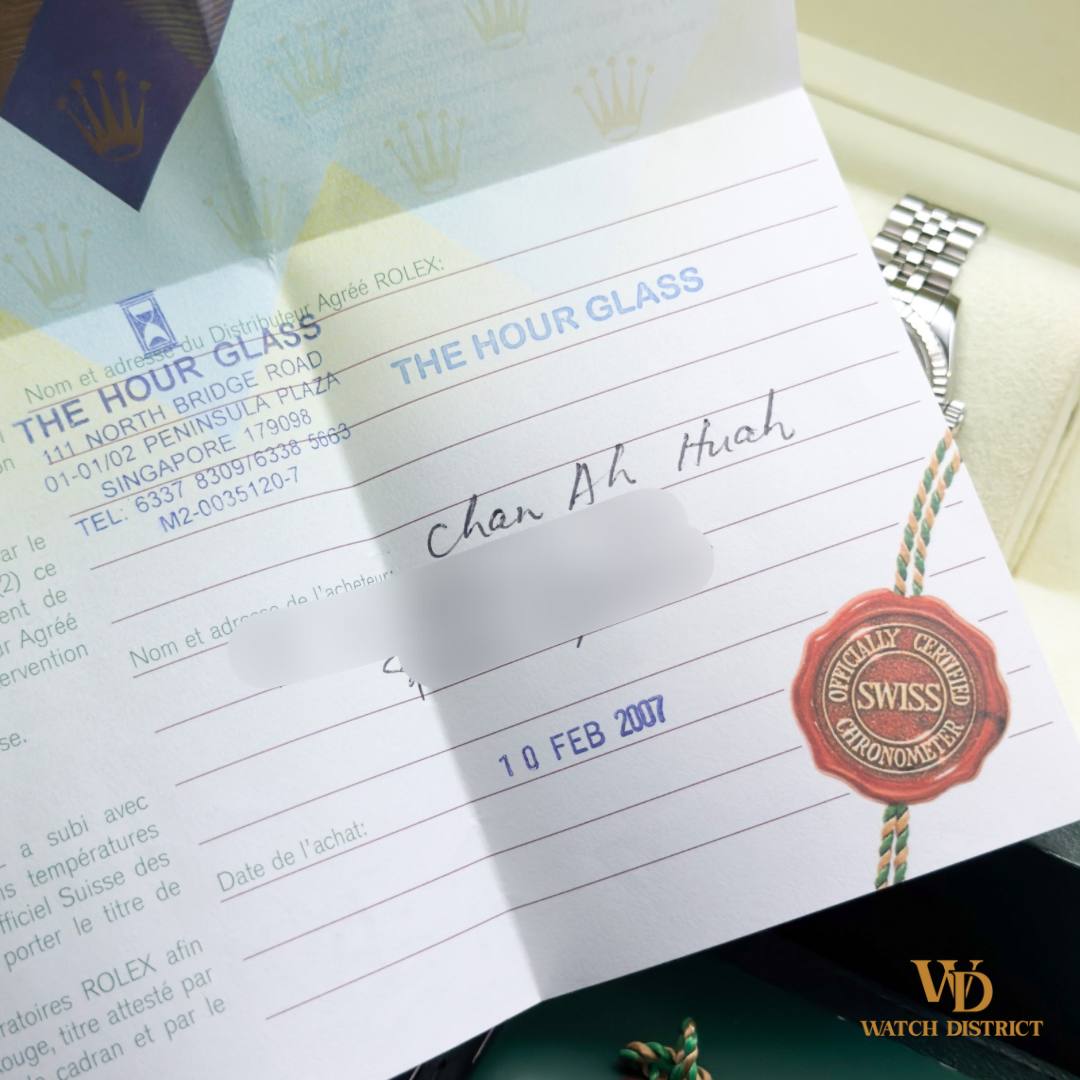 Nom et adresse du Distributeur Agréé ROLEX:
THE HOUR GLASS
111 NORTH BRIDGE ROAD
01-01/02 PENINSULA PLAZA
SINGAPORE 179098
TEL: 6337 8309/6338 5663
M2-0035120-7
THE HOUR GLASS
Chan Ah Huah
Nom et adresse de l'acheteur:
10 FEB 2007
Date de l'achat:
ar le
(2) ce
ent de
r Agréé
ervention
se.
a subi avec
températures
fficiel Suisse des
porter le titre de
ratoires ROLEX afin
ouge, titre attesté par
cadran et par le
OFFICIALLY CERTIFIED
SWISS
CHRONOMETER
WD
WATCH DISTRICT